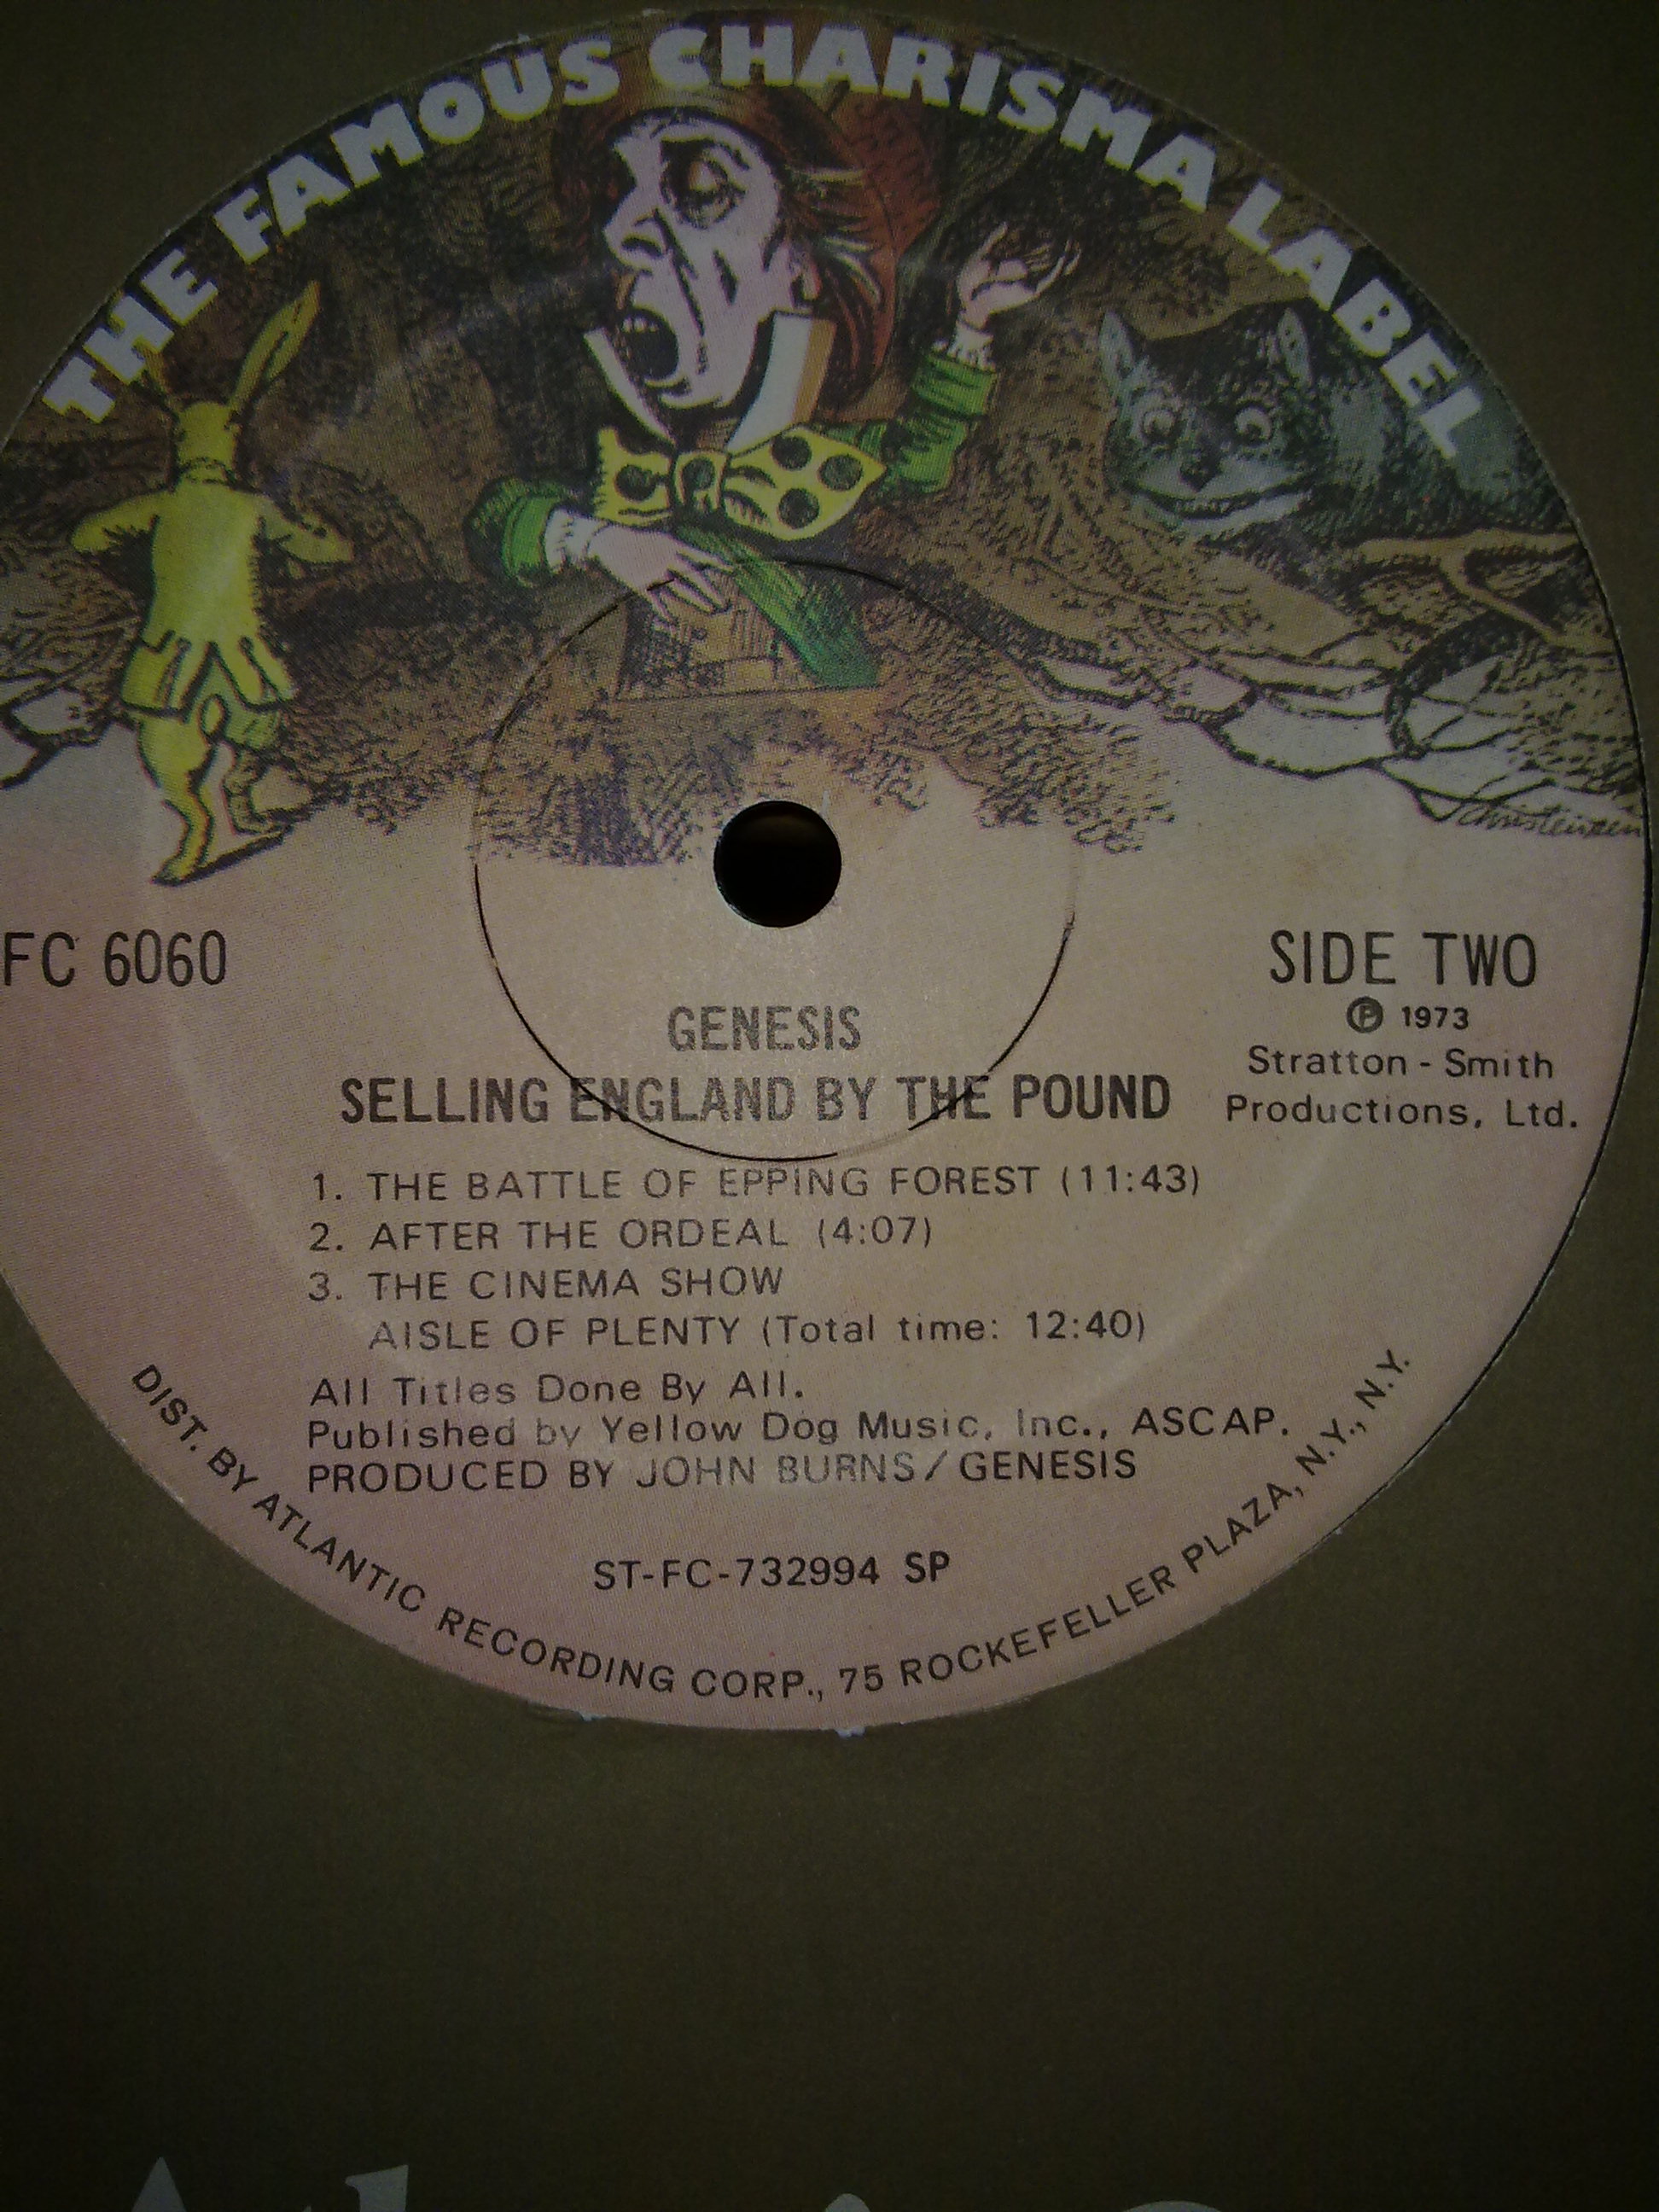 THE FAMOUS CHARISMA LABEL
Christensen
FC 6060
SIDE TWO
℗ 1973
Stratton - Smith
Productions, Ltd.
GENESIS
SELLING ENGLAND BY THE POUND
1. THE BATTLE OF EPPING FOREST (11:43)
2. AFTER THE ORDEAL (4:07)
3. THE CINEMA SHOW
AISLE OF PLENTY (Total time: 12:40)
All Titles Done By All.
Published by Yellow Dog Music, Inc., ASCAP.
PRODUCED BY JOHN BURNS/GENESIS
ST-FC-732994 SP
DIST. BY ATLANTIC RECORDING CORP., 75 ROCKEFELLER PLAZA, N.Y., N.Y.